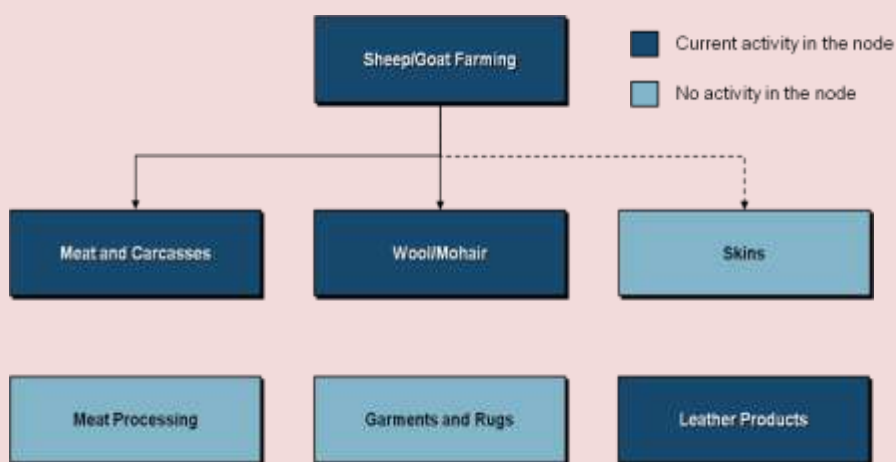 Sheep/Goat Farming
Current activity in the node
No activity in the node
Meat and Carcasses
Wool/Mohair
Skins
Meat Processing
Garments and Rugs
Leather Products